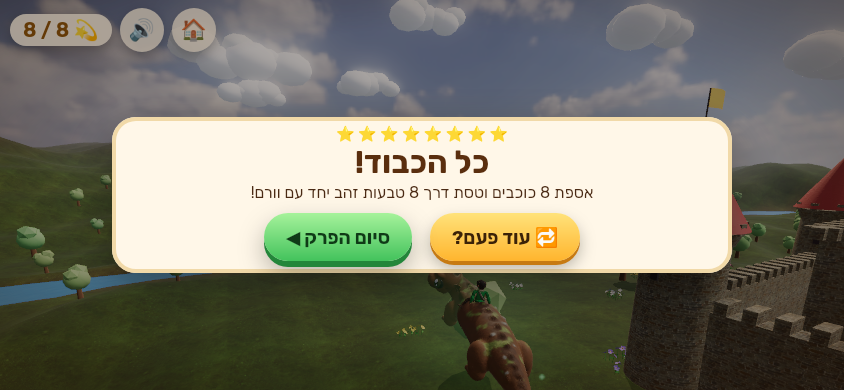 8 / 8
כל הכבוד!
אספת 8 כוכבים וטסת דרך 8 טבעות זהב יחד עם וורם!
עוד פעם?
סיום הפרק